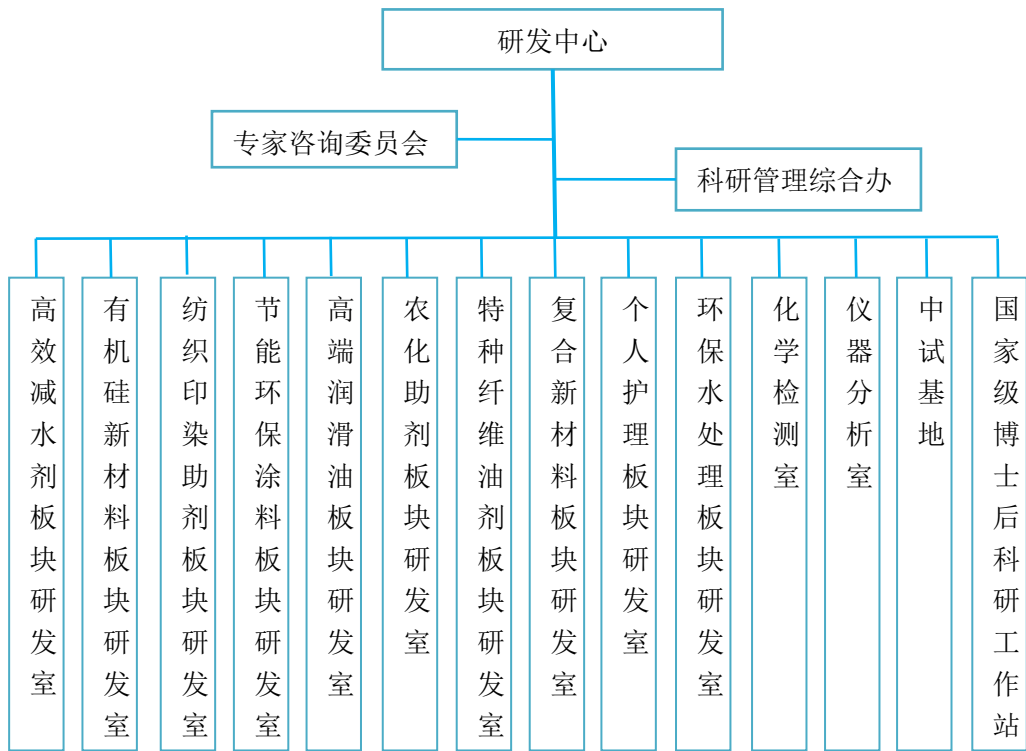 研发中心
专家咨询委员会
科研管理综合办
高效减水剂板块研发室
有机硅新材料板块研发室
纺织印染助剂板块研发室
节能环保涂料板块研发室
高端润滑油板块研发室
农化助剂板块研发室
特种纤维油剂板块研发室
复合新材料板块研发室
个人护理板块研发室
环保水处理板块研发室
化学检测室
仪器分析室
中试基地
国家级博士后科研工作站